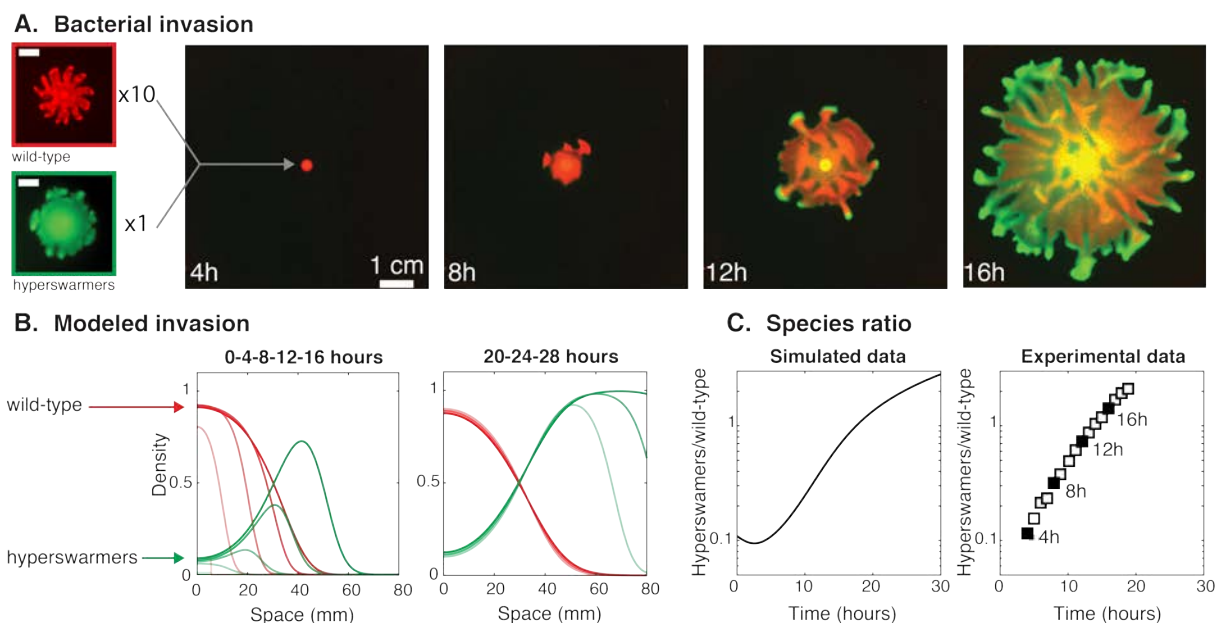 A. Bacterial invasion
wild-type
x10
hyperswarmers
x1
4h
1 cm
8h
12h
16h
B. Modeled invasion
0-4-8-12-16 hours
20-24-28 hours
wild-type
hyperswarmers
Density
1
0.5
0
0 20 40 60 80
Space (mm)
1
0.5
0
0 20 40 60 80
Space (mm)
C. Species ratio
Simulated data
Hyperswamers/wild-type
1
0.1
0 10 20 30
Time (hours)
Experimental data
Hyperswamers/wild-type
1
0.1
16h
12h
8h
4h
0 10 20 30
Time (hours)